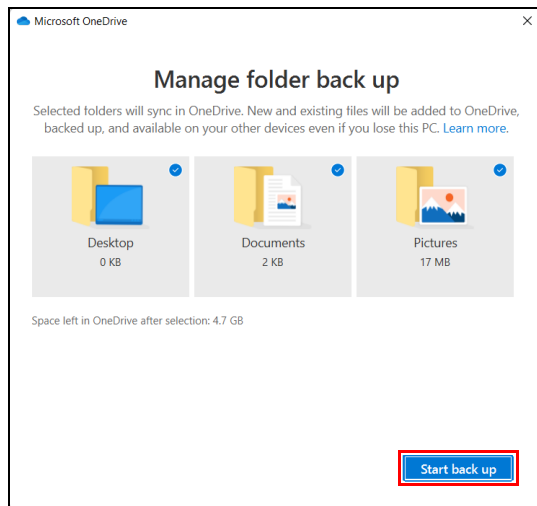 Microsoft OneDrive
Manage folder back up
Selected folders will sync in OneDrive. New and existing files will be added to OneDrive,
backed up, and available on your other devices even if you lose this PC. Learn more.
Desktop
0 KB
Documents
2 KB
Pictures
17 MB
Space left in OneDrive after selection: 4.7 GB
Start back up